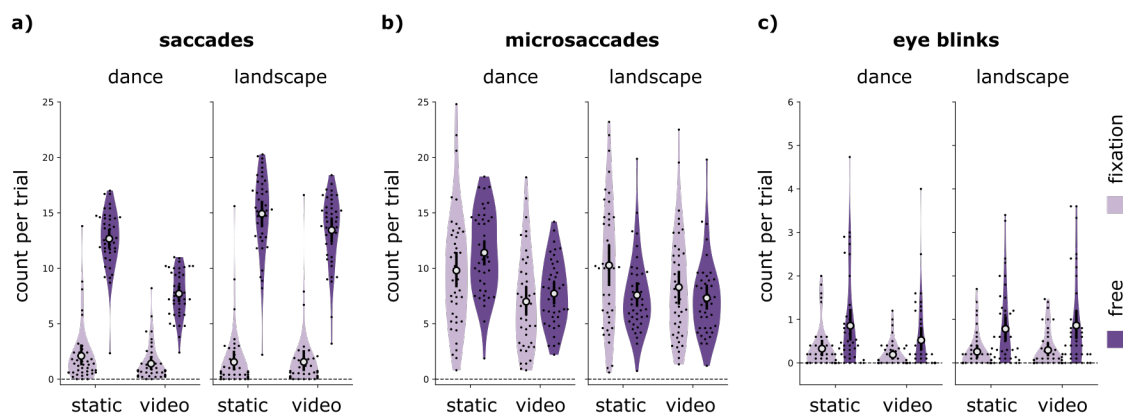 a)
saccades
dance landscape
count per trial
25
20
15
10
5
0
static video static video
b)
microsaccades
dance landscape
count per trial
25
20
15
10
5
0
static video static video
c)
eye blinks
dance landscape
count per trial
6
5
4
3
2
1
0
static video static video
fixation
free